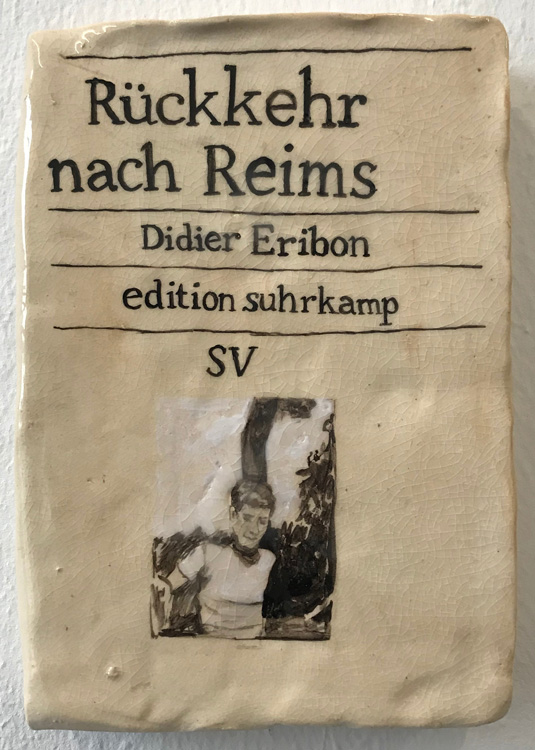 Rückkehr
nach Reims
Didier Eribon
edition suhrkamp
SV